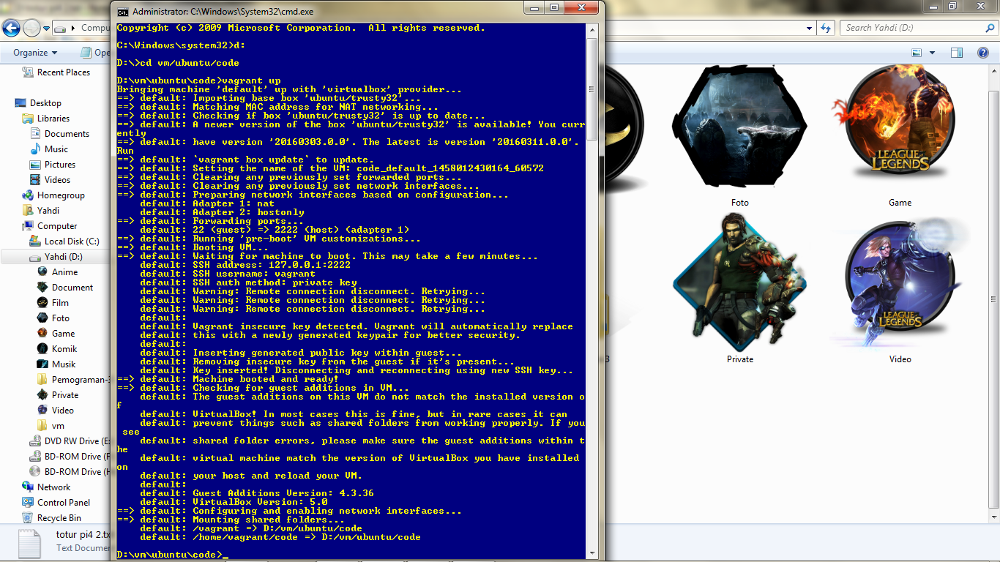 Administrator: C:\Windows\System32\cmd.exe
Copyright (c) 2009 Microsoft Corporation.  All rights reserved.
C:\Windows\system32>d:
D:\>cd vm/ubuntu/code
D:\vm\ubuntu\code>vagrant up
Bringing machine 'default' up with 'virtualbox' provider...
==> default: Importing base box 'ubuntu/trusty32'...
==> default: Matching MAC address for NAT networking...
==> default: Checking if box 'ubuntu/trusty32' is up to date...
==> default: A newer version of the box 'ubuntu/trusty32' is available! You curr
ently
==> default: have version '20160303.0.0'. The latest is version '20160311.0.0'.
Run
==> default: `vagrant box update` to update.
==> default: Setting the name of the VM: code_default_1458012430164_60572
==> default: Clearing any previously set forwarded ports...
==> default: Clearing any previously set network interfaces...
==> default: Preparing network interfaces based on configuration...
default: Adapter 1: nat
default: Adapter 2: hostonly
==> default: Forwarding ports...
default: 22 (guest) => 2222 (host) (adapter 1)
==> default: Running 'pre-boot' VM customizations...
==> default: Booting VM...
==> default: Waiting for machine to boot. This may take a few minutes...
default: SSH address: 127.0.0.1:2222
default: SSH username: vagrant
default: SSH auth method: private key
default: Warning: Remote connection disconnect. Retrying...
default: Warning: Remote connection disconnect. Retrying...
default: Warning: Remote connection disconnect. Retrying...
default:
default: Vagrant insecure key detected. Vagrant will automatically replace
default: this with a newly generated keypair for better security.
default:
default: Inserting generated public key within guest...
default: Removing insecure key from the guest if it's present...
default: Key inserted! Disconnecting and reconnecting using new SSH key...
==> default: Machine booted and ready!
==> default: Checking for guest additions in VM...
default: The guest additions on this VM do not match the installed version o
f
default: VirtualBox! In most cases this is fine, but in rare cases it can
default: prevent things such as shared folders from working properly. If you
see
default: shared folder errors, please make sure the guest additions within t
he
default: virtual machine match the version of VirtualBox you have installed
on
default: your host and reload your VM.
default:
default: Guest Additions Version: 4.3.36
default: VirtualBox Version: 5.0
==> default: Configuring and enabling network interfaces...
==> default: Mounting shared folders...
default: /vagrant => D:/vm/ubuntu/code
default: /home/vagrant/code => D:/vm/ubuntu/code
D:\vm\ubuntu\code>_
Compu
Search Yahdi (D:)
Organize
Ope
Recent Places
Desktop
Libraries
Documents
Music
Pictures
Videos
Homegroup
Yahdi
Computer
Local Disk (C:)
Yahdi (D:)
Anime
Document
Film
Foto
Game
Komik
Musik
Pemograman-3
Private
Video
vm
DVD RW Drive (E:
BD-ROM Drive (F
BD-ROM Drive (H
Network
Control Panel
Recycle Bin
totur pi4 2.tx
Text Documen
Foto
LEAGUE OF LEGENDS
Game
3
Private
LEAGUE OF LEGENDS
Video